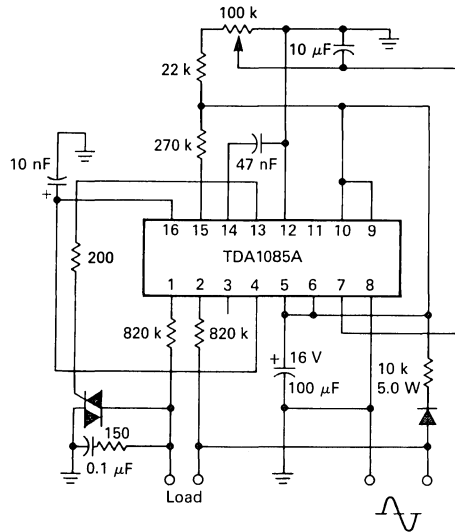 100 k
10 µF
22 k
270 k
47 nF
10 nF
+
200
16 15 14 13 12 11 10 9
TDA1085A
1 2 3 4 5 6 7 8
820 k
820 k
+
16 V
100 µF
10 k
5.0 W
150
0.1 µF
Load